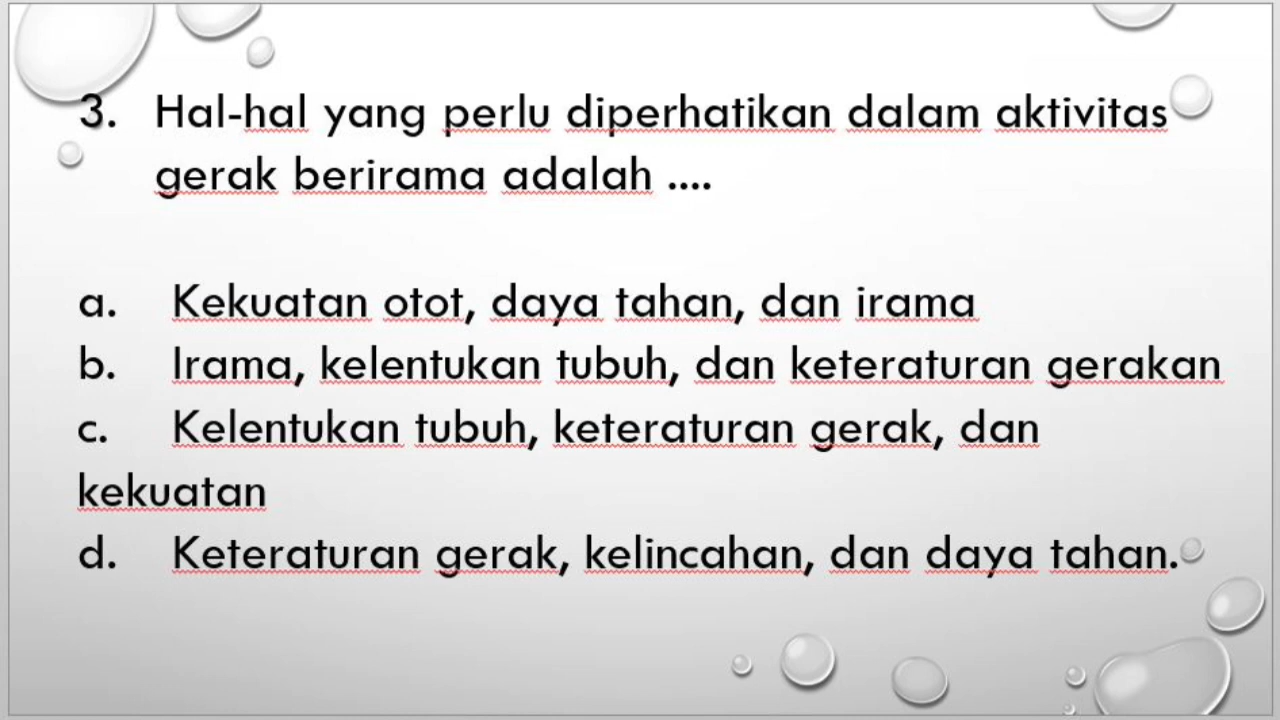 3. Hal-hal yang perlu diperhatikan dalam aktivitas
gerak berirama adalah ....
a. Kekuatan otot, daya tahan, dan irama
b. Irama, kelentukan tubuh, dan keteraturan gerakan
c. Kelentukan tubuh, keteraturan gerak, dan
kekuatan
d. Keteraturan gerak, kelincahan, dan daya tahan.